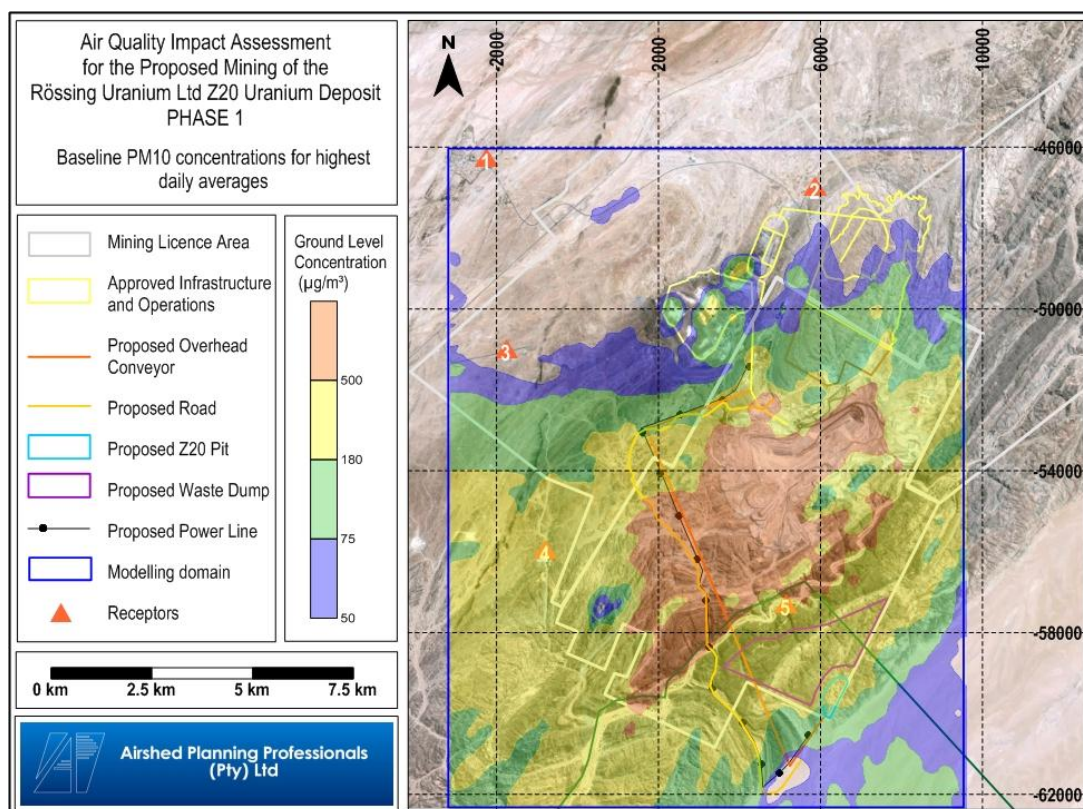 Air Quality Impact Assessment
for the Proposed Mining of the
Rössing Uranium Ltd Z20 Uranium Deposit
PHASE 1
Baseline PM10 concentrations for highest
daily averages
Mining Licence Area
Approved Infrastructure
and Operations
Proposed Overhead
Conveyor
Proposed Road
Proposed Z20 Pit
Proposed Waste Dump
Proposed Power Line
Modelling domain
Receptors
Ground Level
Concentration
(µg/m³)
500
180
75
50
0 km 2.5 km 5 km 7.5 km
Airshed Planning Professionals
(Pty) Ltd
N
-2000
2000
6000
10000
-46000
-50000
-54000
-58000
-62000
1
2
3
4
5